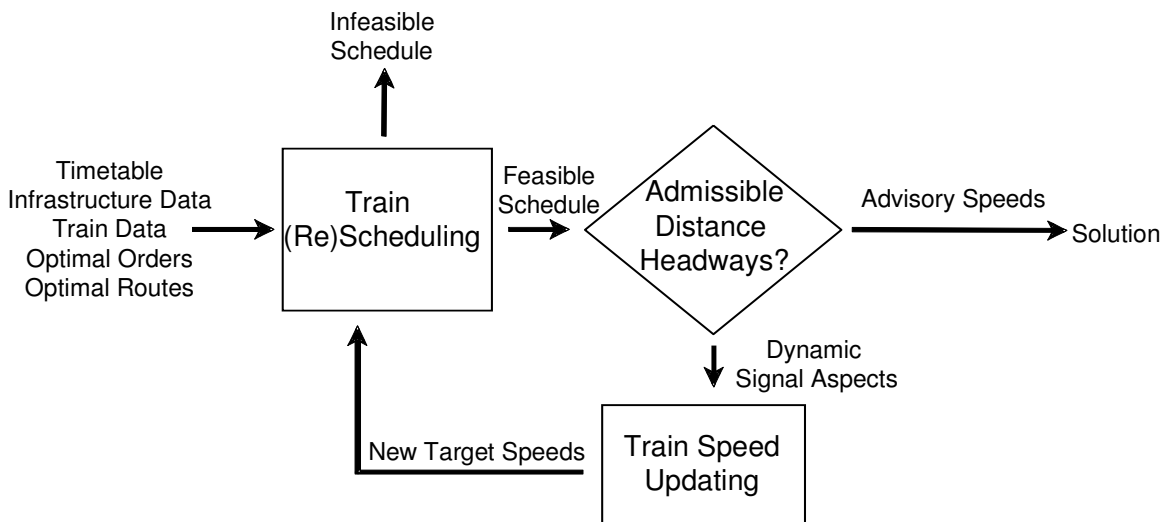 Infeasible
Schedule
Timetable
Infrastructure Data
Train Data
Optimal Orders
Optimal Routes
Train
(Re)Scheduling
Feasible
Schedule
Admissible
Distance
Headways?
Advisory Speeds
Solution
Dynamic
Signal Aspects
New Target Speeds
Train Speed
Updating